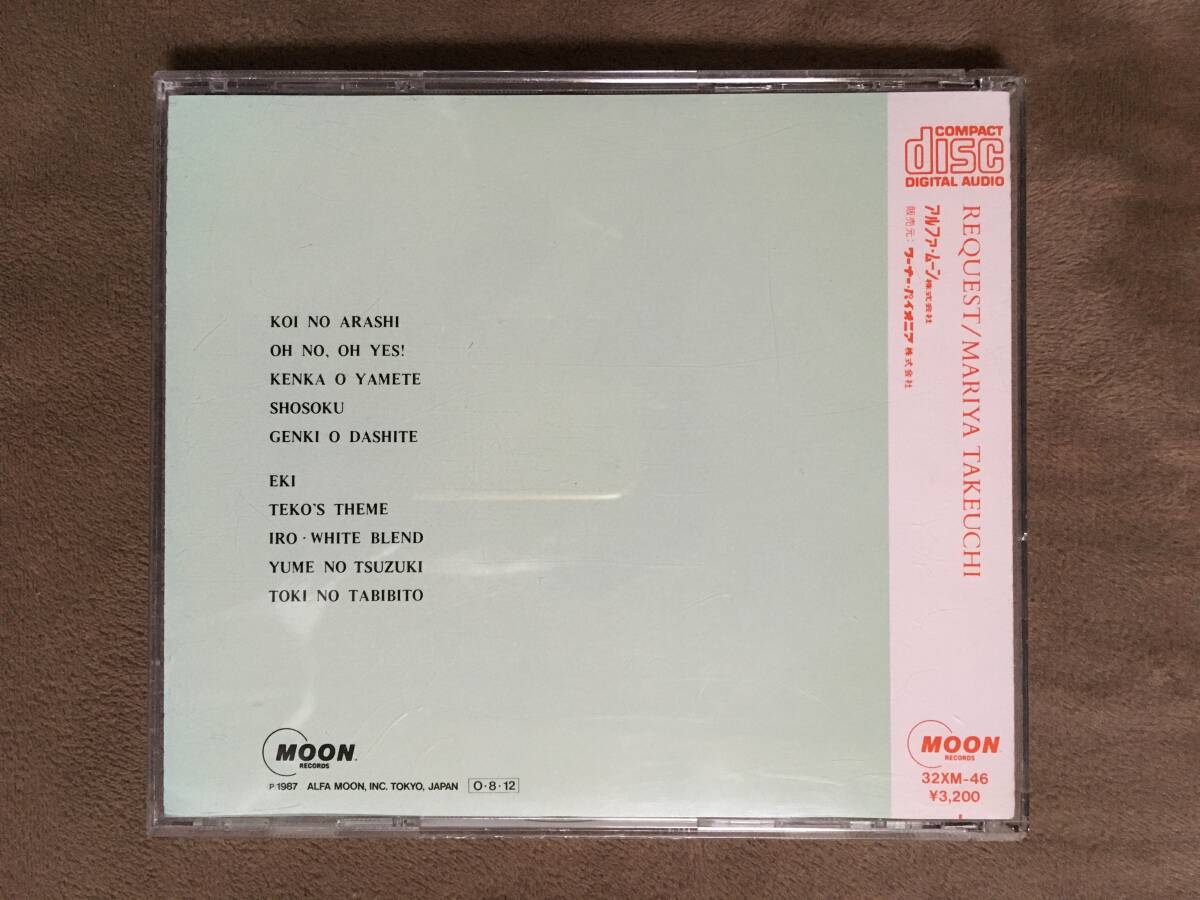 KOI NO ARASHI
OH NO, OH YES!
KENKA O YAMETE
SHOSOKU
GENKI O DASHITE
EKI
TEKO'S THEME
IRO · WHITE BLEND
YUME NO TSUZUKI
TOKI NO TABIBITO
MOON
RECORDS
P 1987 ALFA MOON, INC. TOKYO, JAPAN O·8·12
COMPACT
disc
DIGITAL AUDIO
REQUEST/MARIYA TAKEUCHI
アルファ・ムーン株式会社
販売元：ワーナー・パイオニア株式会社
MOON
RECORDS
32XM-46
¥3,200